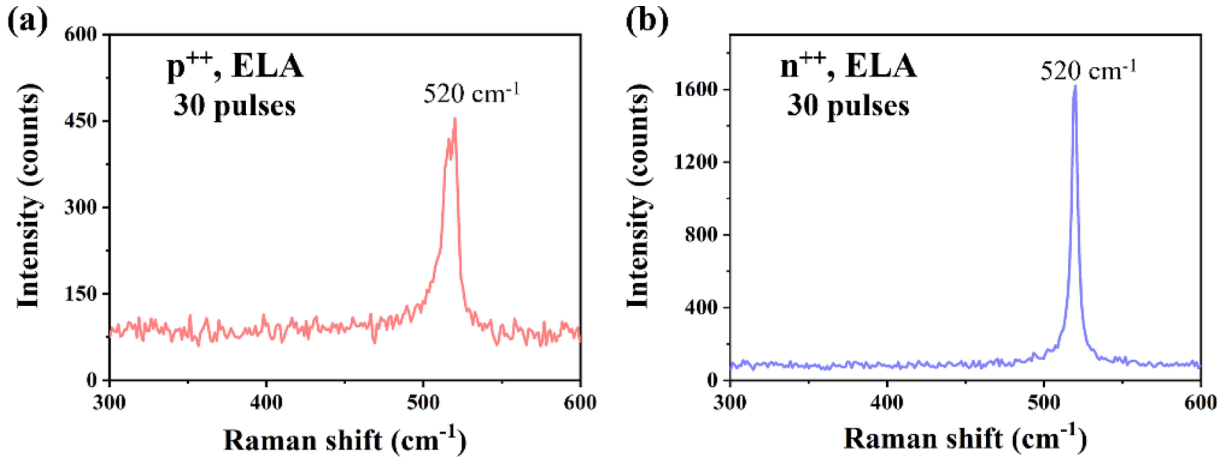 (a)
p⁺⁺, ELA
30 pulses
520 cm⁻¹
Intensity (counts)
600
450
300
150
0
300
400
500
600
Raman shift (cm⁻¹)
(b)
n⁺⁺, ELA
30 pulses
520 cm⁻¹
Intensity (counts)
1600
1200
800
400
0
300
400
500
600
Raman shift (cm⁻¹)